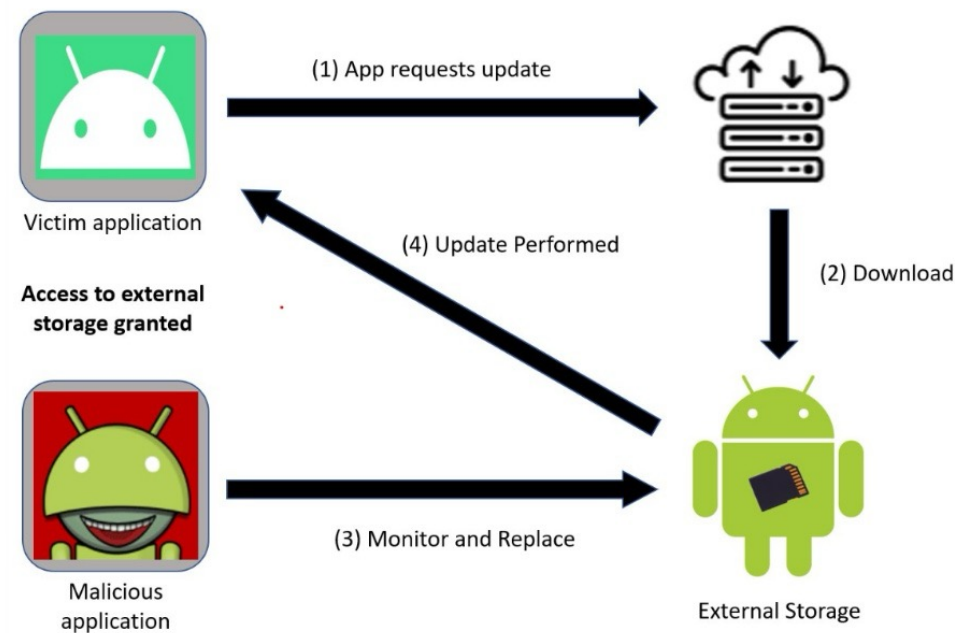 (1) App requests update
Victim application
(4) Update Performed
(2) Download
Access to external
storage granted
(3) Monitor and Replace
Malicious
application
External Storage